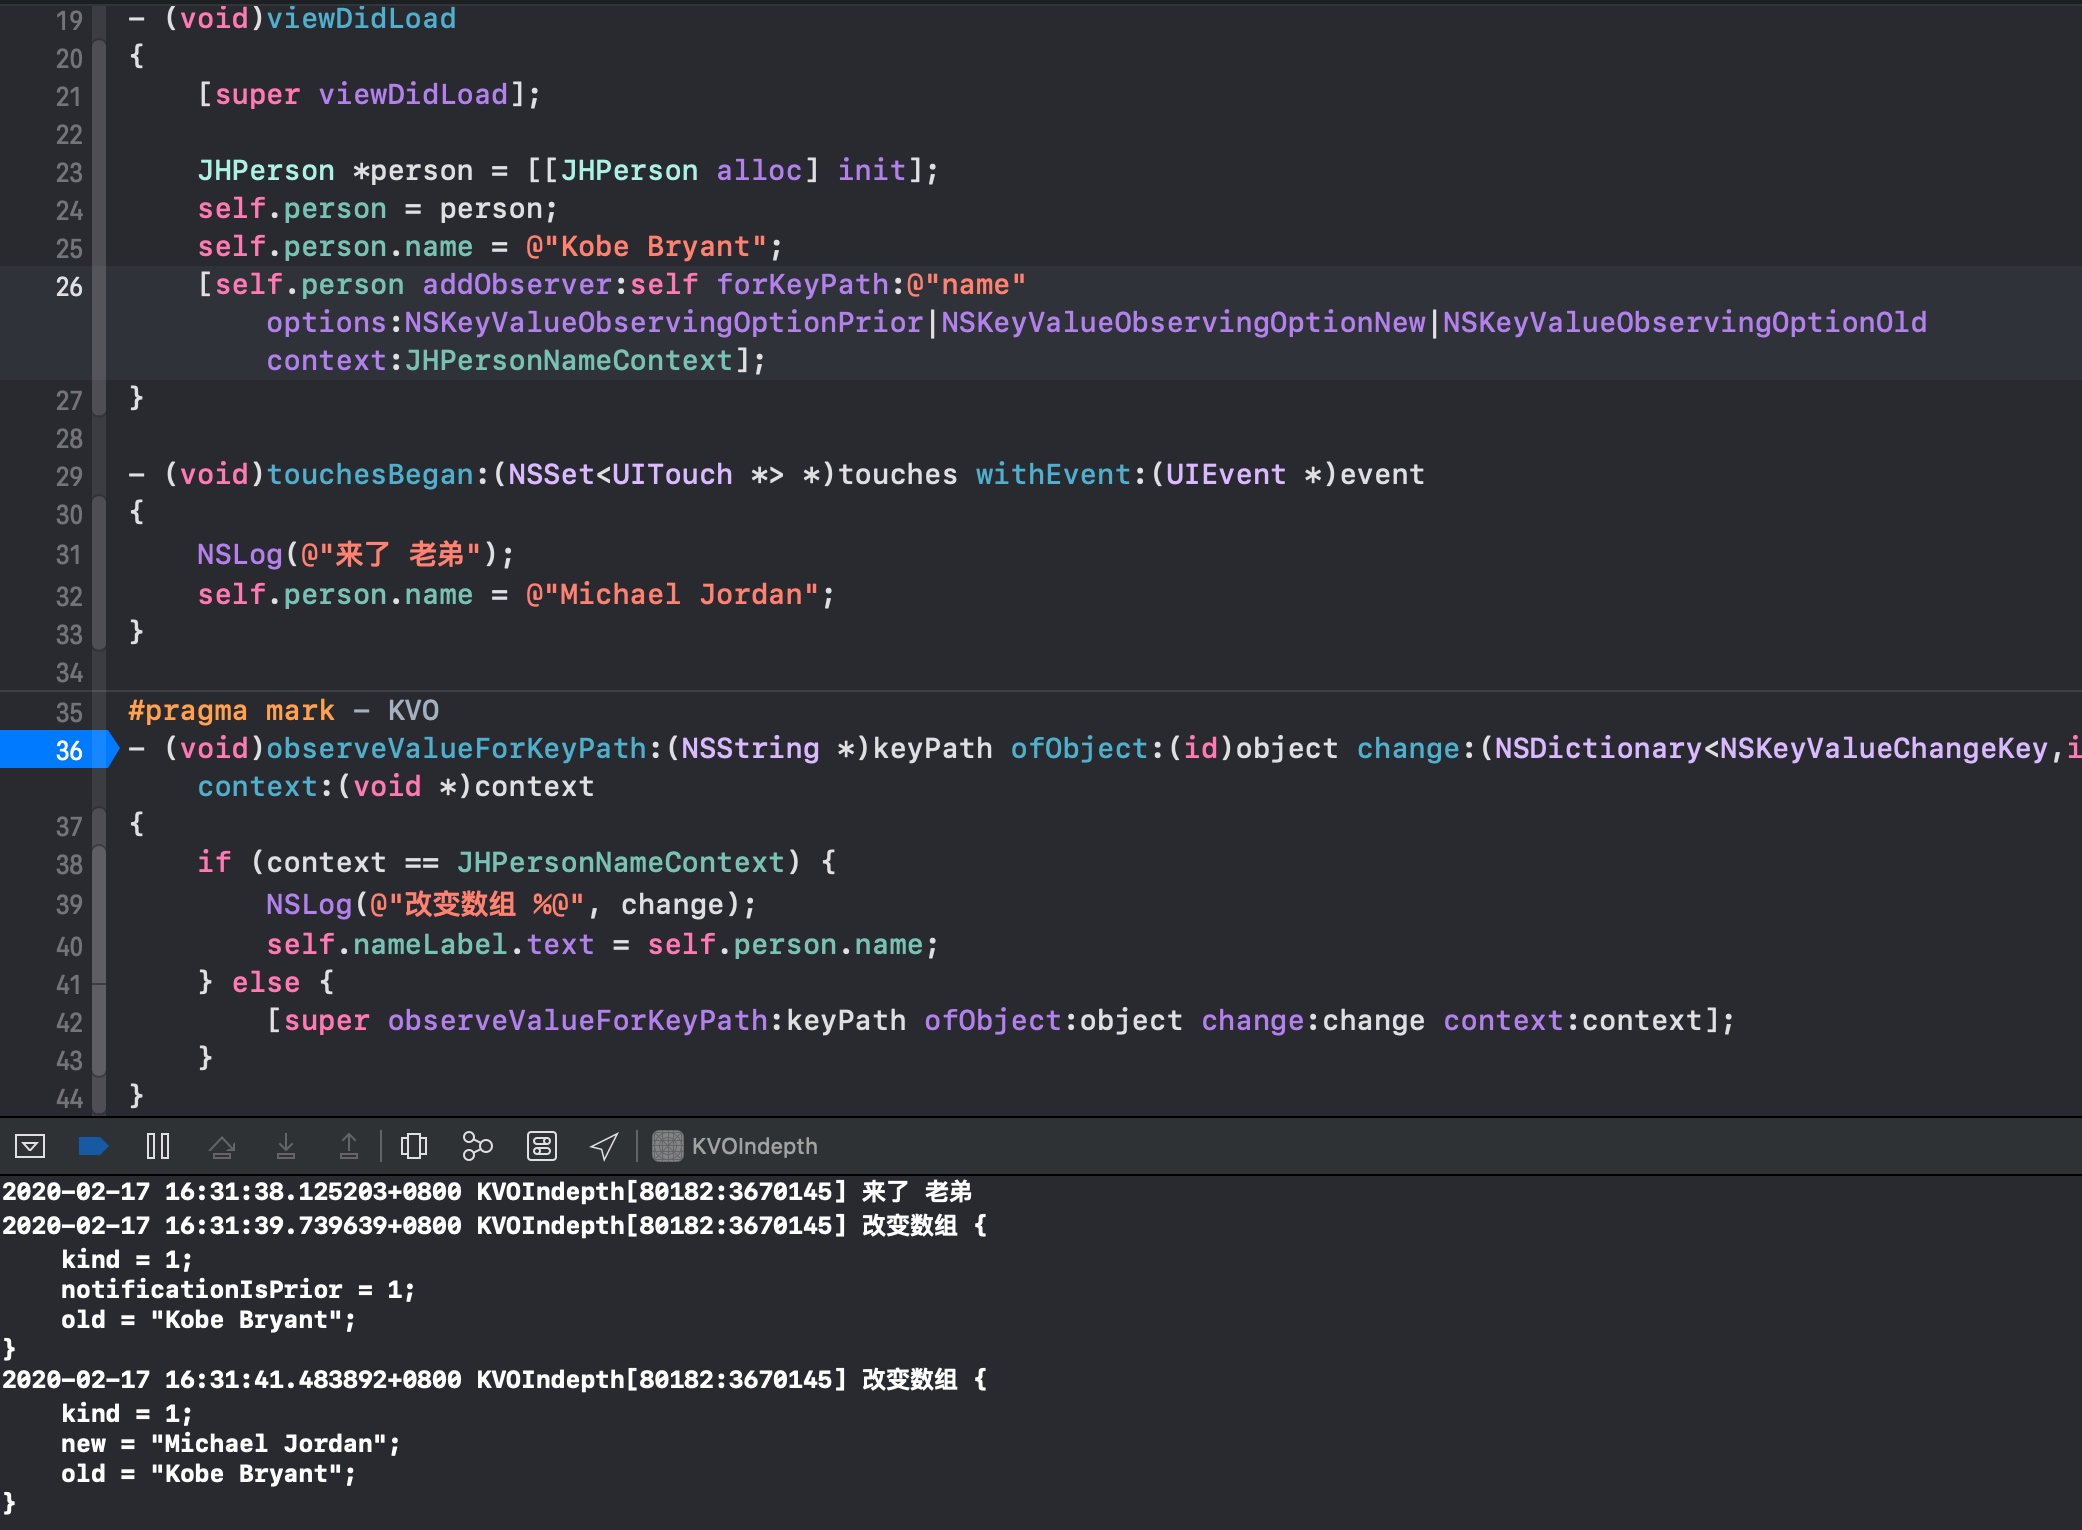 19 - (void)viewDidLoad
20 {
21     [super viewDidLoad];
22
23     JHPerson *person = [[JHPerson alloc] init];
24     self.person = person;
25     self.person.name = @"Kobe Bryant";
26     [self.person addObserver:self forKeyPath:@"name"
        options:NSKeyValueObservingOptionPrior|NSKeyValueObservingOptionNew|NSKeyValueObservingOptionOld
        context:JHPersonNameContext];
27 }
28
29 - (void)touchesBegan:(NSSet<UITouch *> *)touches withEvent:(UIEvent *)event
30 {
31     NSLog(@"来了 老弟");
32     self.person.name = @"Michael Jordan";
33 }
34
35 #pragma mark - KVO
36 - (void)observeValueForKeyPath:(NSString *)keyPath ofObject:(id)object change:(NSDictionary<NSKeyValueChangeKey,i
    context:(void *)context
37 {
38     if (context == JHPersonNameContext) {
39         NSLog(@"改变数组 %@", change);
40         self.nameLabel.text = self.person.name;
41     } else {
42         [super observeValueForKeyPath:keyPath ofObject:object change:change context:context];
43     }
44 }
KVOIndepth
2020-02-17 16:31:38.125203+0800 KVOIndepth[80182:3670145] 来了 老弟
2020-02-17 16:31:39.739639+0800 KVOIndepth[80182:3670145] 改变数组 {
    kind = 1;
    notificationIsPrior = 1;
    old = "Kobe Bryant";
}
2020-02-17 16:31:41.483892+0800 KVOIndepth[80182:3670145] 改变数组 {
    kind = 1;
    new = "Michael Jordan";
    old = "Kobe Bryant";
}